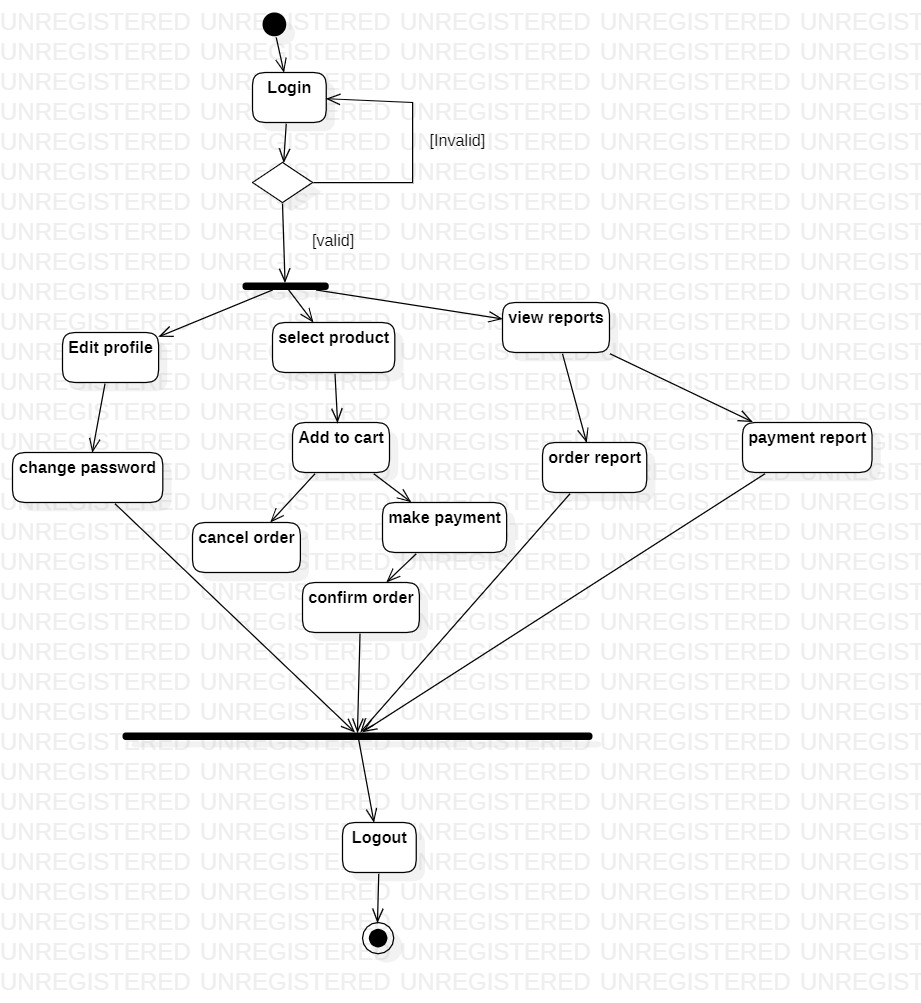 Login
[Invalid]
[valid]
view reports
select product
Edit profile
Add to cart
payment report
order report
change password
make payment
cancel order
confirm order
Logout
UNREGISTERED UNREGISTERED UNREGISTERED UNREGISTERED UNREGIST